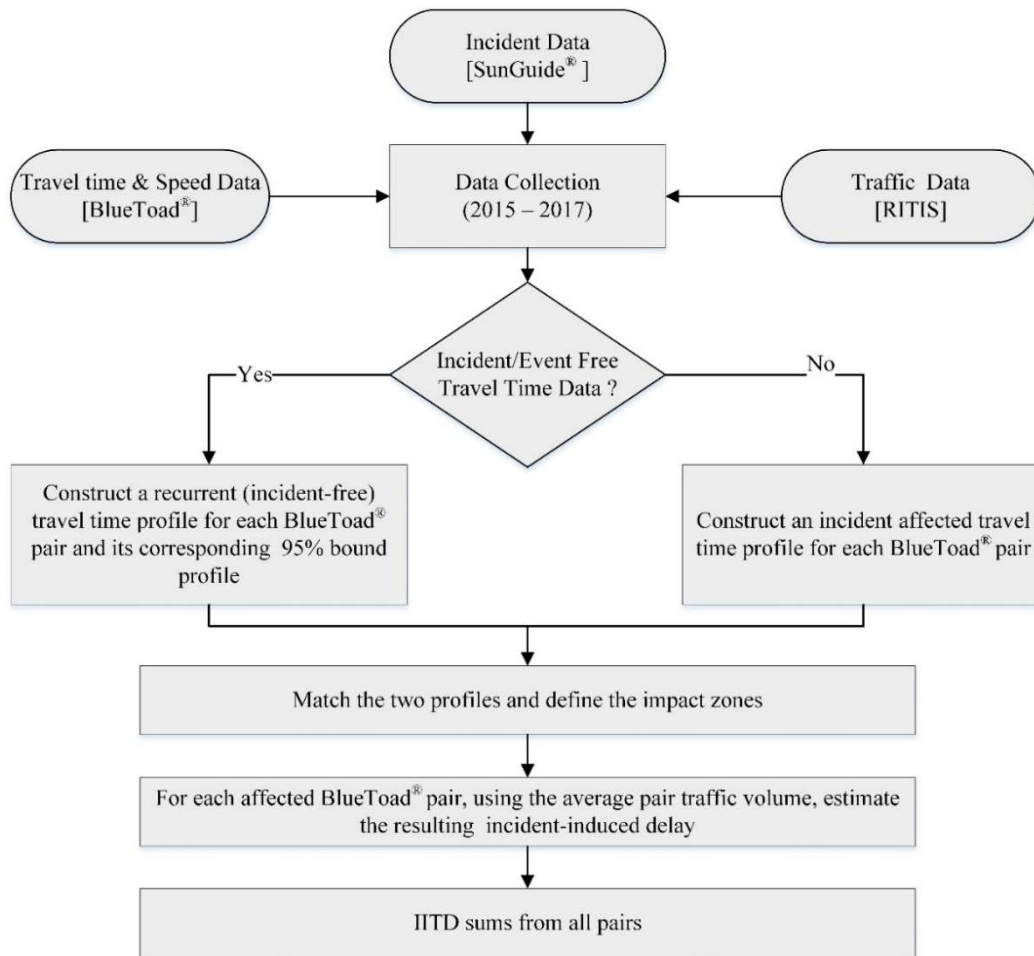 Incident Data
[SunGuide® ]
Travel time & Speed Data
[BlueToad®]
Data Collection
(2015 – 2017)
Traffic Data
[RITIS]
Incident/Event Free
Travel Time Data ?
Yes
No
Construct a recurrent (incident-free)
travel time profile for each BlueToad®
pair and its corresponding 95% bound
profile
Construct an incident affected travel
time profile for each BlueToad® pair
Match the two profiles and define the impact zones
For each affected BlueToad® pair, using the average pair traffic volume, estimate
the resulting incident-induced delay
IITD sums from all pairs